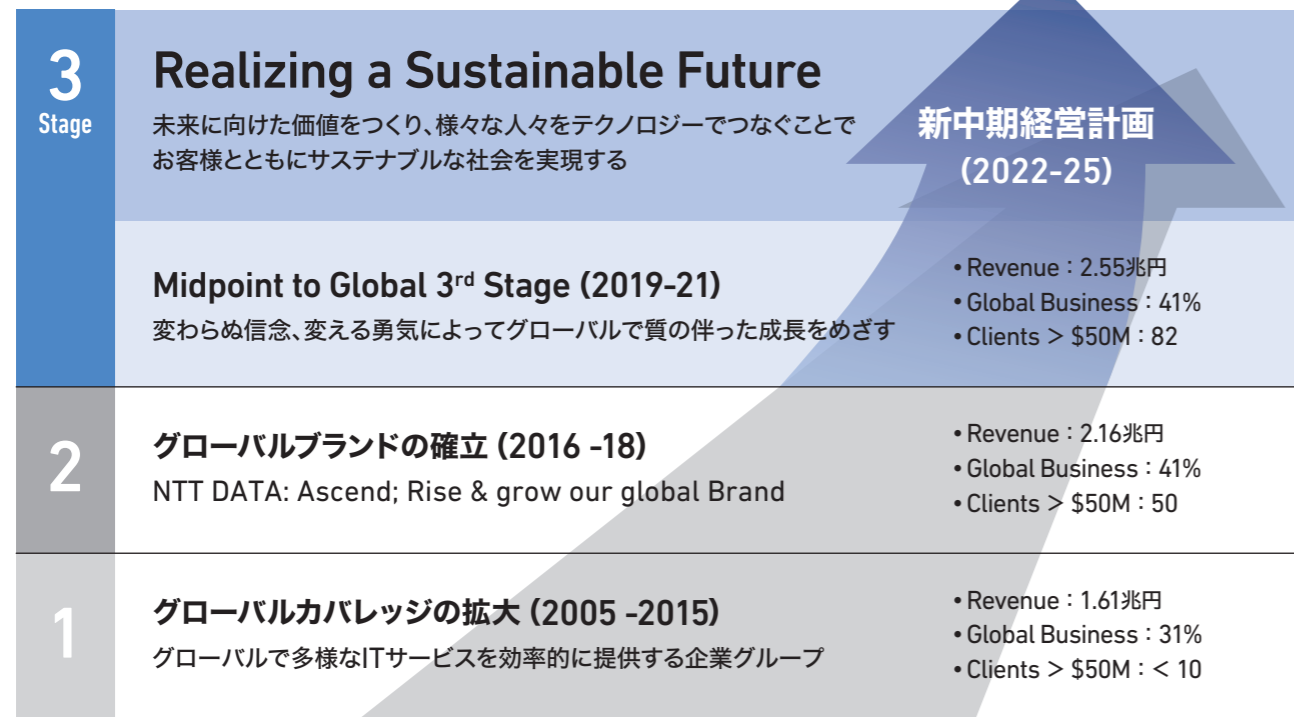 3
Stage
Realizing a Sustainable Future
未来に向けた価値をつくり、様々な人々をテクノロジーでつなぐことで
お客様とともにサステナブルな社会を実現する
新中期経営計画
(2022-25)
Midpoint to Global 3rd Stage (2019-21)
変わらぬ信念、変える勇気によってグローバルで質の伴った成長をめざす
• Revenue：2.55兆円
• Global Business：41%
• Clients > $50M：82
2
グローバルブランドの確立 (2016 -18)
NTT DATA: Ascend; Rise & grow our global Brand
• Revenue：2.16兆円
• Global Business：41%
• Clients > $50M：50
1
グローバルカバレッジの拡大 (2005 -2015)
グローバルで多様なITサービスを効率的に提供する企業グループ
• Revenue：1.61兆円
• Global Business：31%
• Clients > $50M：< 10